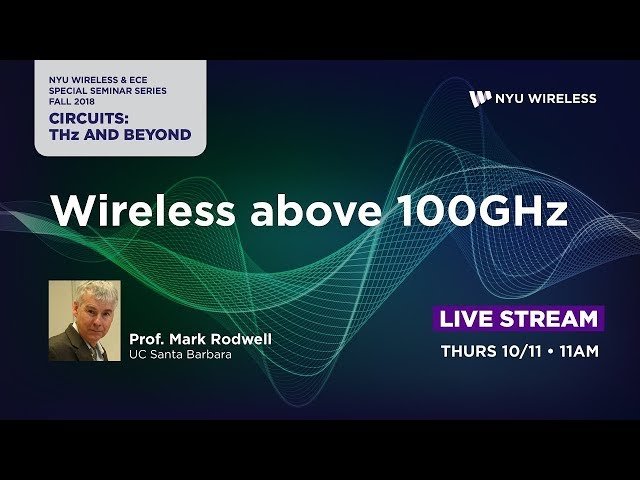 NYU WIRELESS & ECE
SPECIAL SEMINAR SERIES
FALL 2018
CIRCUITS:
THz AND BEYOND
NYU WIRELESS
Wireless above 100GHz
Prof. Mark Rodwell
UC Santa Barbara
LIVE STREAM
THURS 10/11 • 11AM